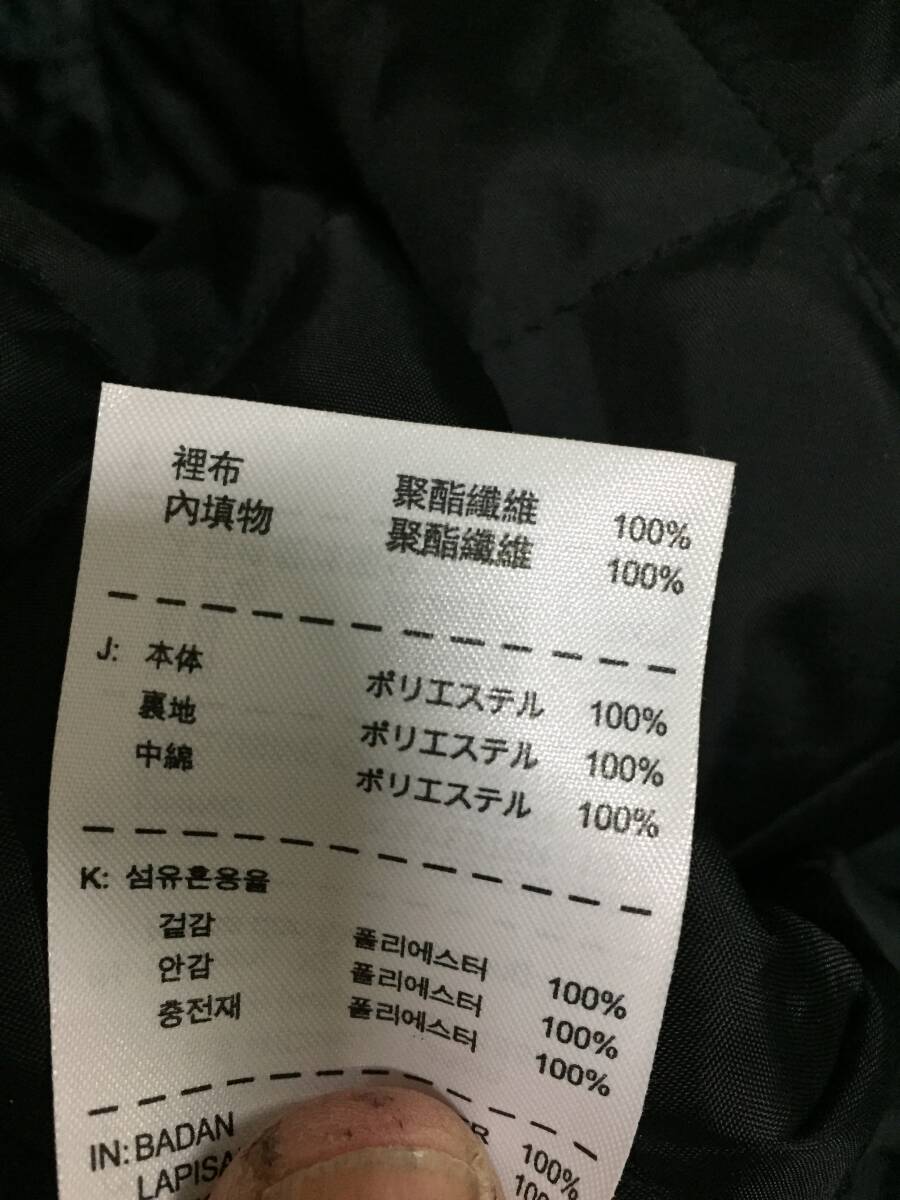 裡布 聚酯纖維 100%
內填物 聚酯纖維 100%
J: 本体 ポリエステル 100%
裏地 ポリエステル 100%
中綿 ポリエステル 100%
K: 섬유혼용율
겉감 폴리에스터 100%
안감 폴리에스터 100%
충전재 폴리에스터 100%
IN: BADAN 100%